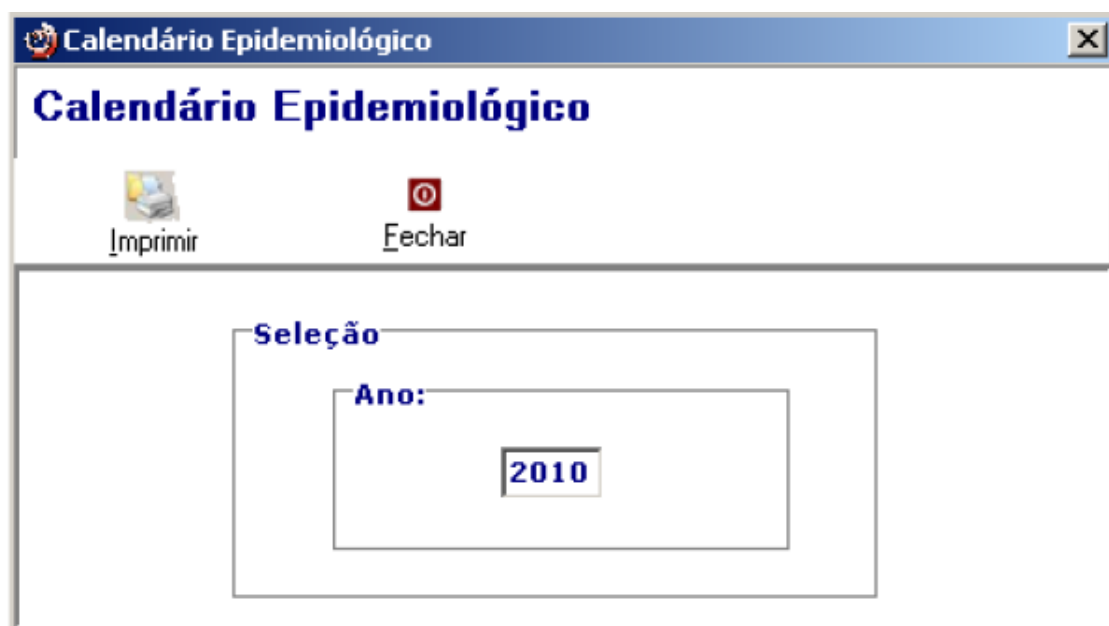 Calendário Epidemiológico
Calendário Epidemiológico
Imprimir
Fechar
Seleção
Ano:
2010